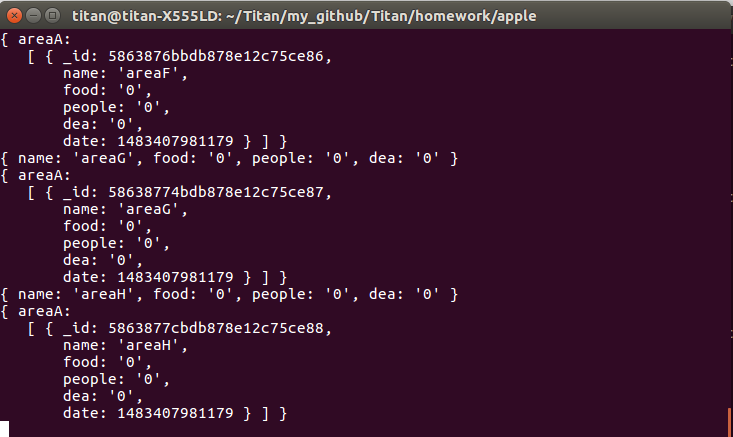 titan@titan-X555LD: ~/Titan/my_github/Titan/homework/apple
{ areaA:
   [ { _id: 5863876bbdb878e12c75ce86,
       name: 'areaF',
       food: '0',
       people: '0',
       dea: '0',
       date: 1483407981179 } ] }
{ name: 'areaG', food: '0', people: '0', dea: '0' }
{ areaA:
   [ { _id: 58638774bdb878e12c75ce87,
       name: 'areaG',
       food: '0',
       people: '0',
       dea: '0',
       date: 1483407981179 } ] }
{ name: 'areaH', food: '0', people: '0', dea: '0' }
{ areaA:
   [ { _id: 5863877cbdb878e12c75ce88,
       name: 'areaH',
       food: '0',
       people: '0',
       dea: '0',
       date: 1483407981179 } ] }